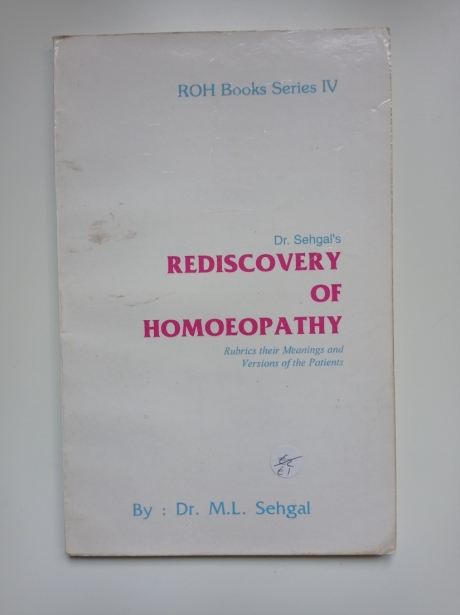 ROH Books Series IV
Dr. Sehgal's
REDISCOVERY
OF
HOMOEOPATHY
Rubrics their Meanings and
Versions of the Patients
£1
By : Dr. M.L. Sehgal